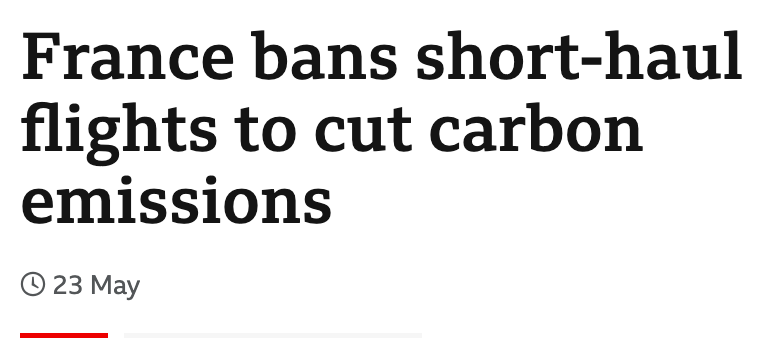 France bans short-haul
flights to cut carbon
emissions
23 May